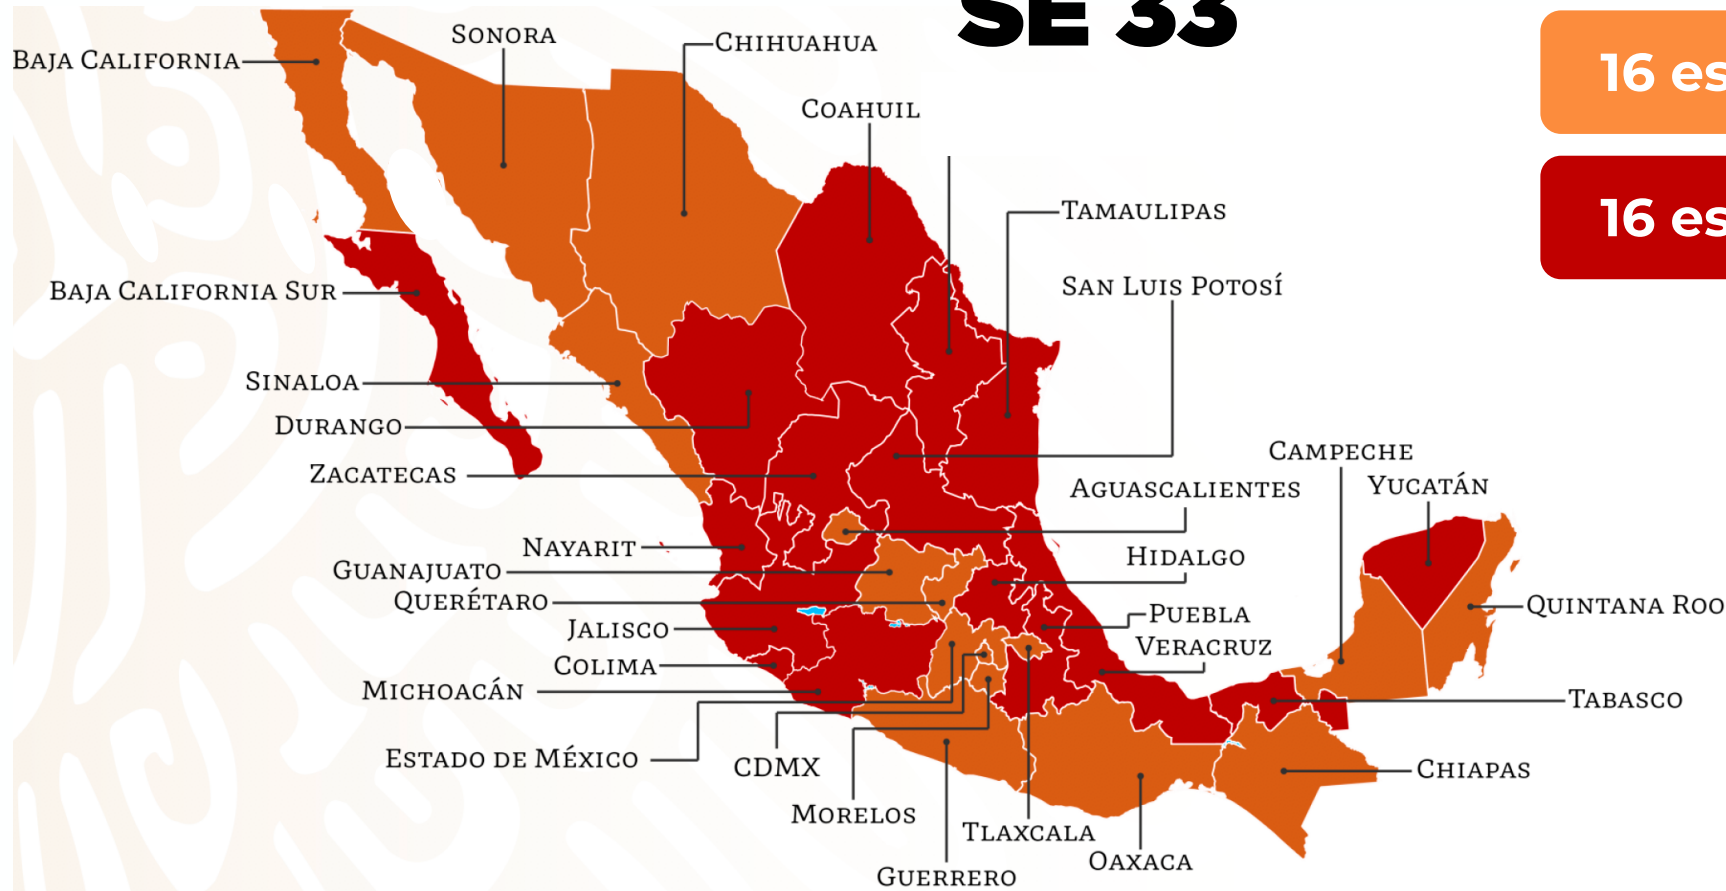 SE 33
16 es
16 es
BAJA CALIFORNIA
SONORA
CHIHUAHUA
COAHUIL
TAMAULIPAS
SAN LUIS POTOSÍ
BAJA CALIFORNIA SUR
SINALOA
DURANGO
ZACATECAS
CAMPECHE
YUCATÁN
AGUASCALIENTES
NAYARIT
HIDALGO
GUANAJUATO
QUERÉTARO
QUINTANA ROO
PUEBLA
JALISCO
VERACRUZ
COLIMA
MICHOACÁN
TABASCO
ESTADO DE MÉXICO
CDMX
CHIAPAS
MORELOS
TLAXCALA
OAXACA
GUERRERO